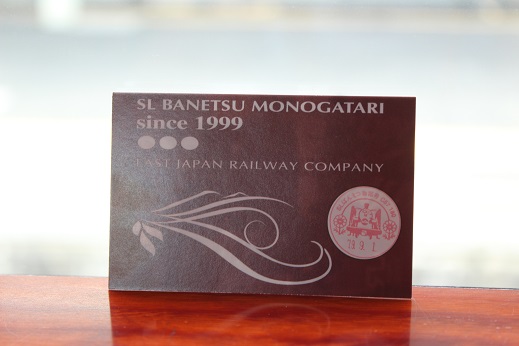 SL BANETSU MONOGATARI
since 1999
EAST JAPAN RAILWAY COMPANY